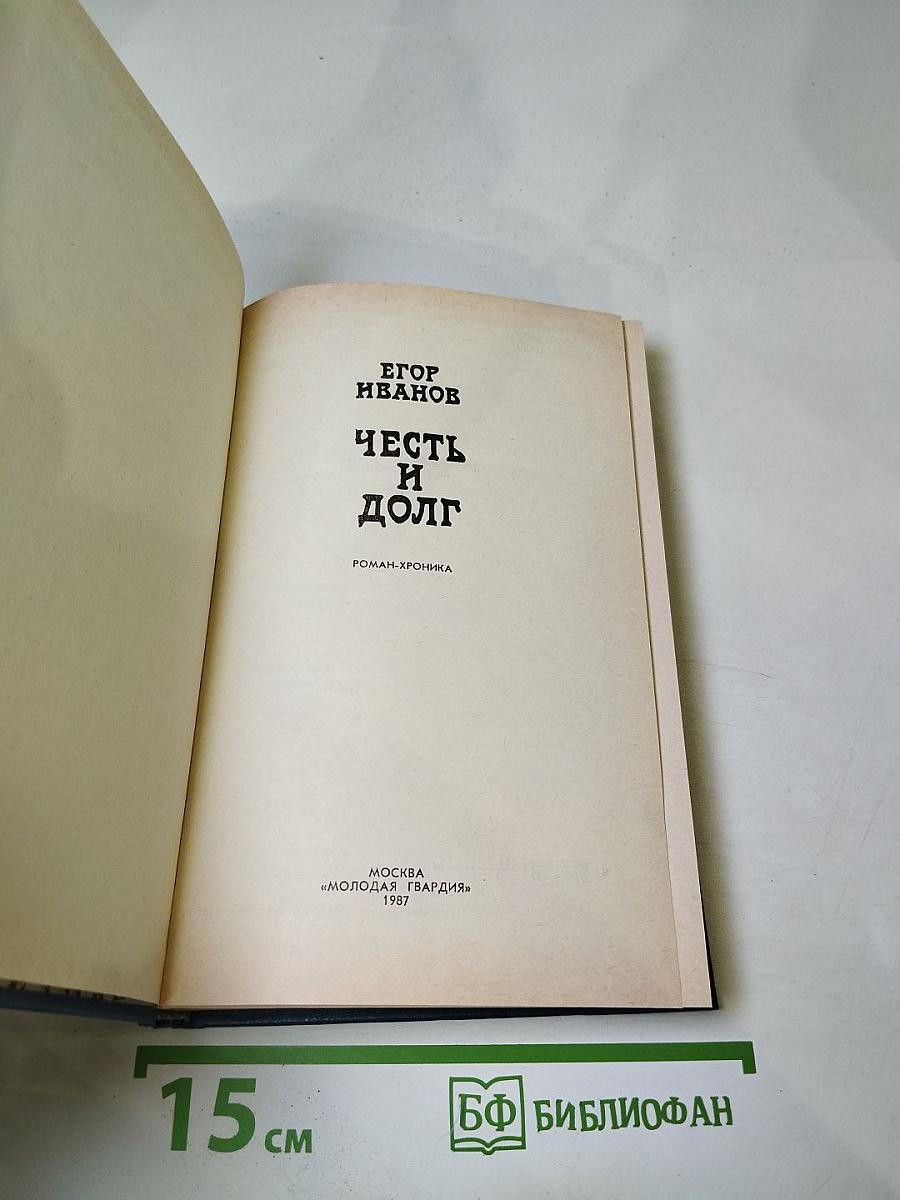 ЕГОР
ИВАНОВ
ЧЕСТЬ
И
ДОЛГ
РОМАН-ХРОНИКА
МОСКВА
«МОЛОДАЯ ГВАРДИЯ»
1987
15 см
БФ БИБЛИОФАН